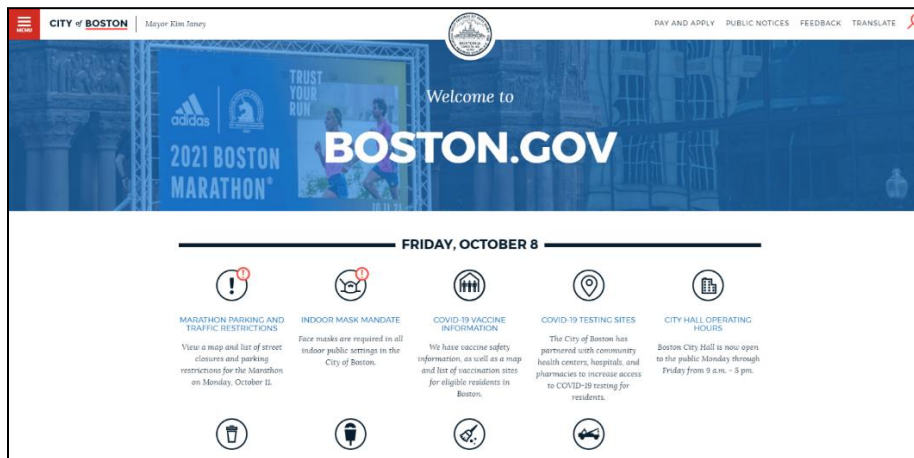 MENU
CITY of BOSTON
Mayor Kim Janey
PAY AND APPLY PUBLIC NOTICES FEEDBACK TRANSLATE
adidas
2021 BOSTON
MARATHON®
TRUST
YOUR
RUN
10.11.21
Welcome to
BOSTON.GOV
FRIDAY, OCTOBER 8
MARATHON PARKING AND
TRAFFIC RESTRICTIONS
View a map and list of street
closures and parking
restrictions for the Marathon
on Monday, October 11.
INDOOR MASK MANDATE
Face masks are required in all
indoor public settings in the
City of Boston.
COVID-19 VACCINE
INFORMATION
We have vaccine safety
information, as well as a map
and list of vaccination sites
for eligible residents in
Boston.
COVID-19 TESTING SITES
The City of Boston has
partnered with community
health centers, hospitals, and
pharmacies to increase access
to COVID-19 testing for
residents.
CITY HALL OPERATING
HOURS
Boston City Hall is now open
to the public Monday through
Friday from 9 a.m. - 5 pm.